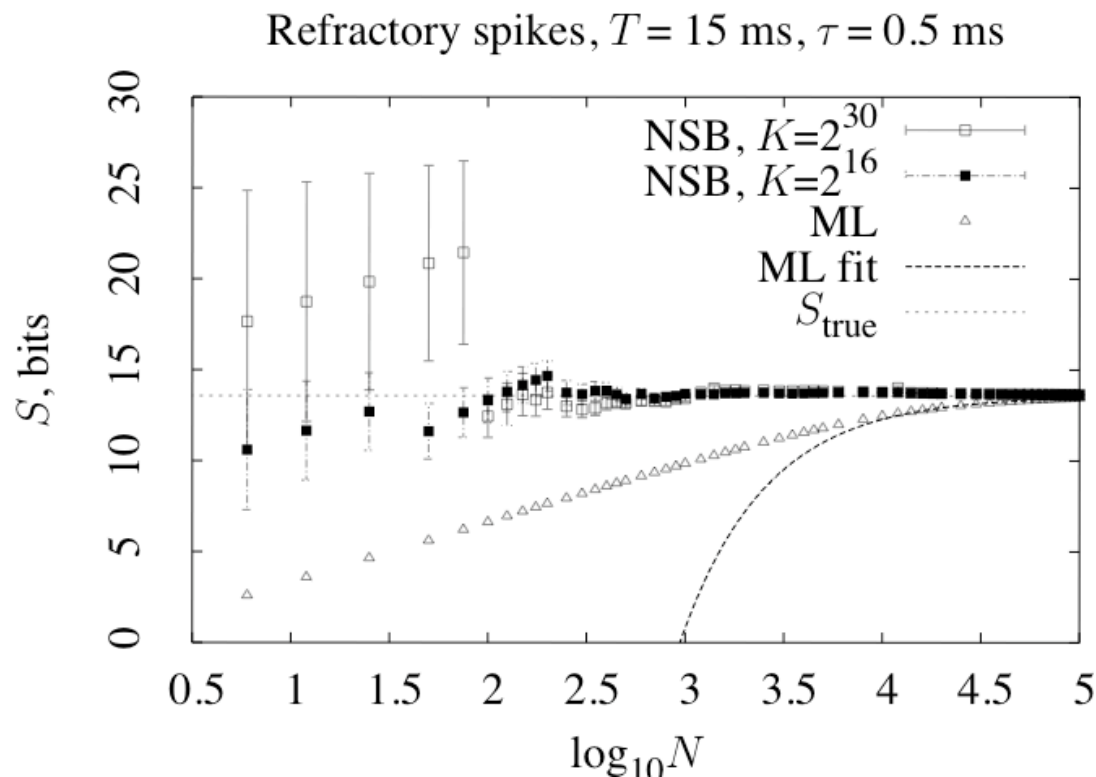 Refractory spikes, T = 15 ms, τ = 0.5 ms
30
25
20
15
10
5
0
S, bits
NSB, K=2^30
NSB, K=2^16
ML
ML fit
S_true
0.5 1 1.5 2 2.5 3 3.5 4 4.5 5
log_10 N